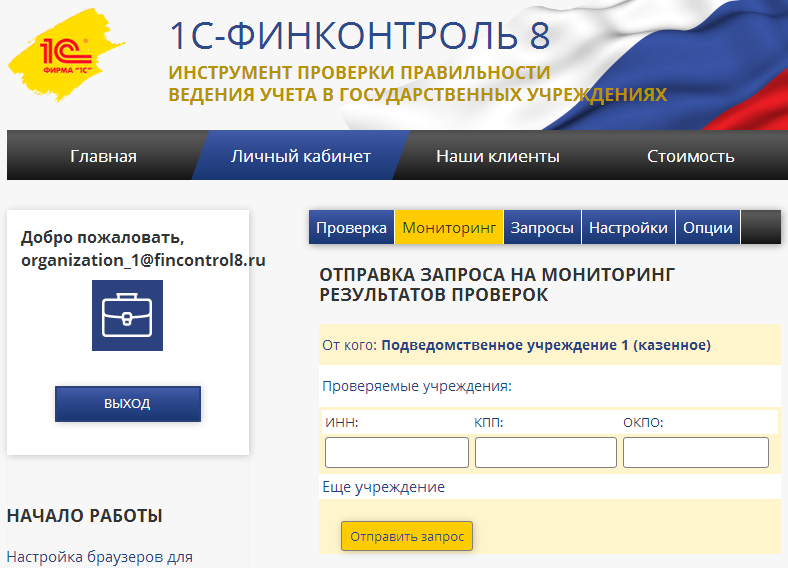 1С
ФИРМА "1С"
1С-ФИНКОНТРОЛЬ 8
ИНСТРУМЕНТ ПРОВЕРКИ ПРАВИЛЬНОСТИ
ВЕДЕНИЯ УЧЕТА В ГОСУДАРСТВЕННЫХ УЧРЕЖДЕНИЯХ
Главная Личный кабинет Наши клиенты Стоимость
Добро пожаловать,
organization_1@fincontrol8.ru
ВЫХОД
НАЧАЛО РАБОТЫ
Настройка браузеров для
Проверка Мониторинг Запросы Настройки Опции
ОТПРАВКА ЗАПРОСА НА МОНИТОРИНГ
РЕЗУЛЬТАТОВ ПРОВЕРОК
От кого: Подведомственное учреждение 1 (казенное)
Проверяемые учреждения:
ИНН: КПП: ОКПО:
Еще учреждение
Отправить запрос